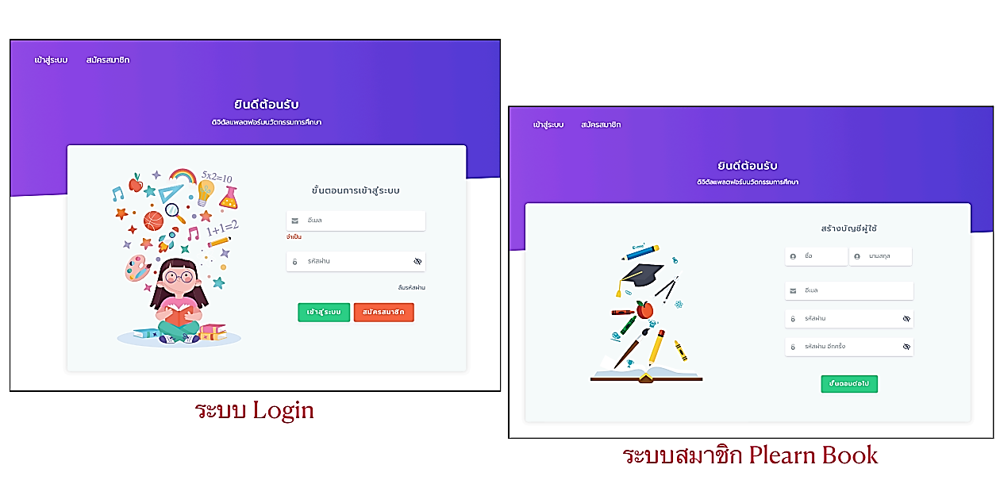 เข้าสู่ระบบ สมัครสมาชิก
ยินดีต้อนรับ
ดิจิตัลแพลตฟอร์มนวัตกรรมการศึกษา
5x2=10
1+1=2
ขั้นตอนการเข้าสู่ระบบ
อีเมล
จำเป็น
รหัสผ่าน
ลืมรหัสผ่าน
เข้าสู่ระบบ สมัครสมาชิก
ระบบ Login
เข้าสู่ระบบ สมัครสมาชิก
ยินดีต้อนรับ
ดิจิตัลแพลตฟอร์มนวัตกรรมการศึกษา
สร้างบัญชีผู้ใช้
ชื่อ นามสกุล
อีเมล
รหัสผ่าน
รหัสผ่าน อีกครั้ง
ขั้นตอนต่อไป
ระบบสมาชิก Plearn Book